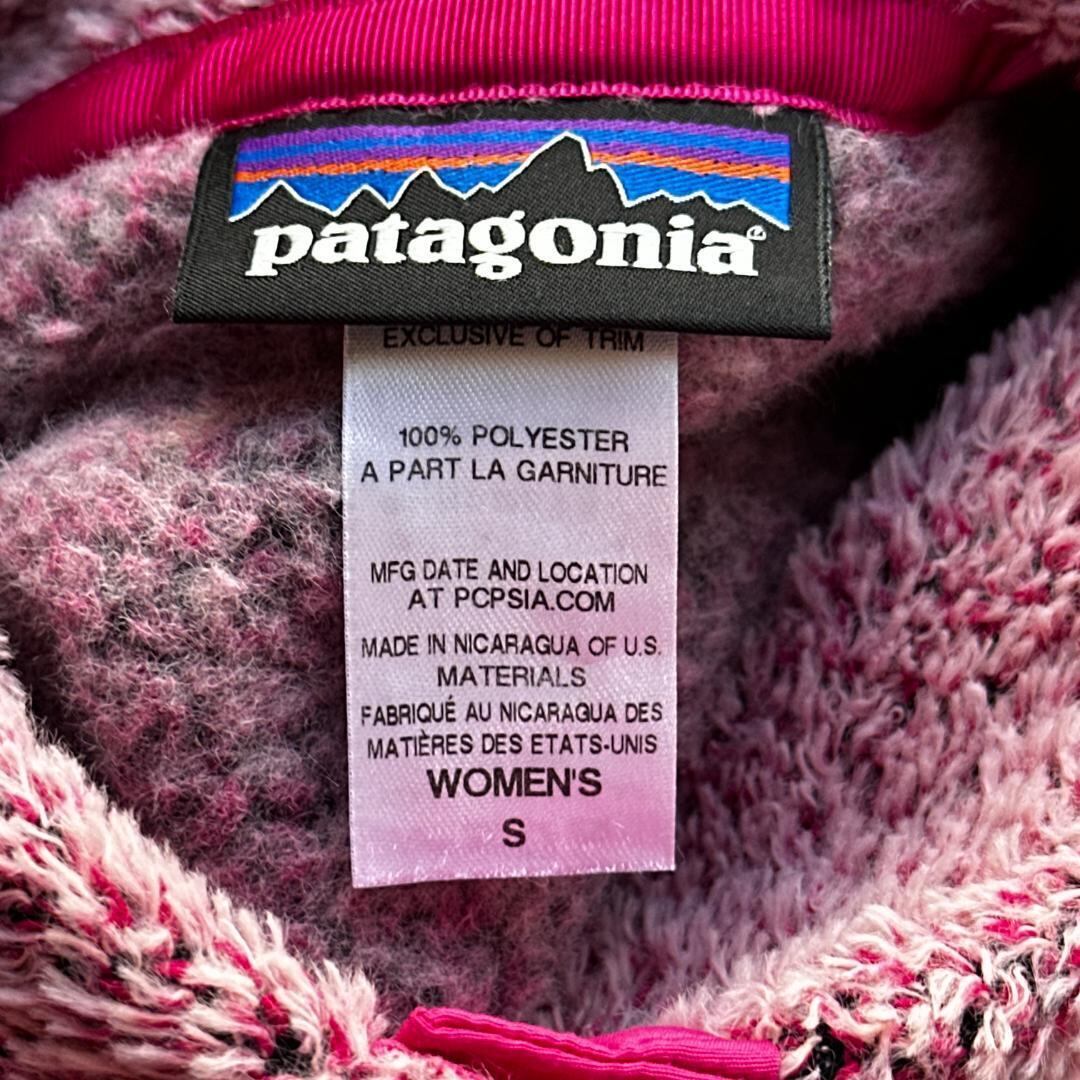 patagonia®
EXCLUSIVE OF TRIM
100% POLYESTER
A PART LA GARNITURE
MFG DATE AND LOCATION
AT PCPSIA.COM
MADE IN NICARAGUA OF U.S.
MATERIALS
FABRIQUÉ AU NICARAGUA DES
MATIÈRES DES ETATS-UNIS
WOMEN'S
S